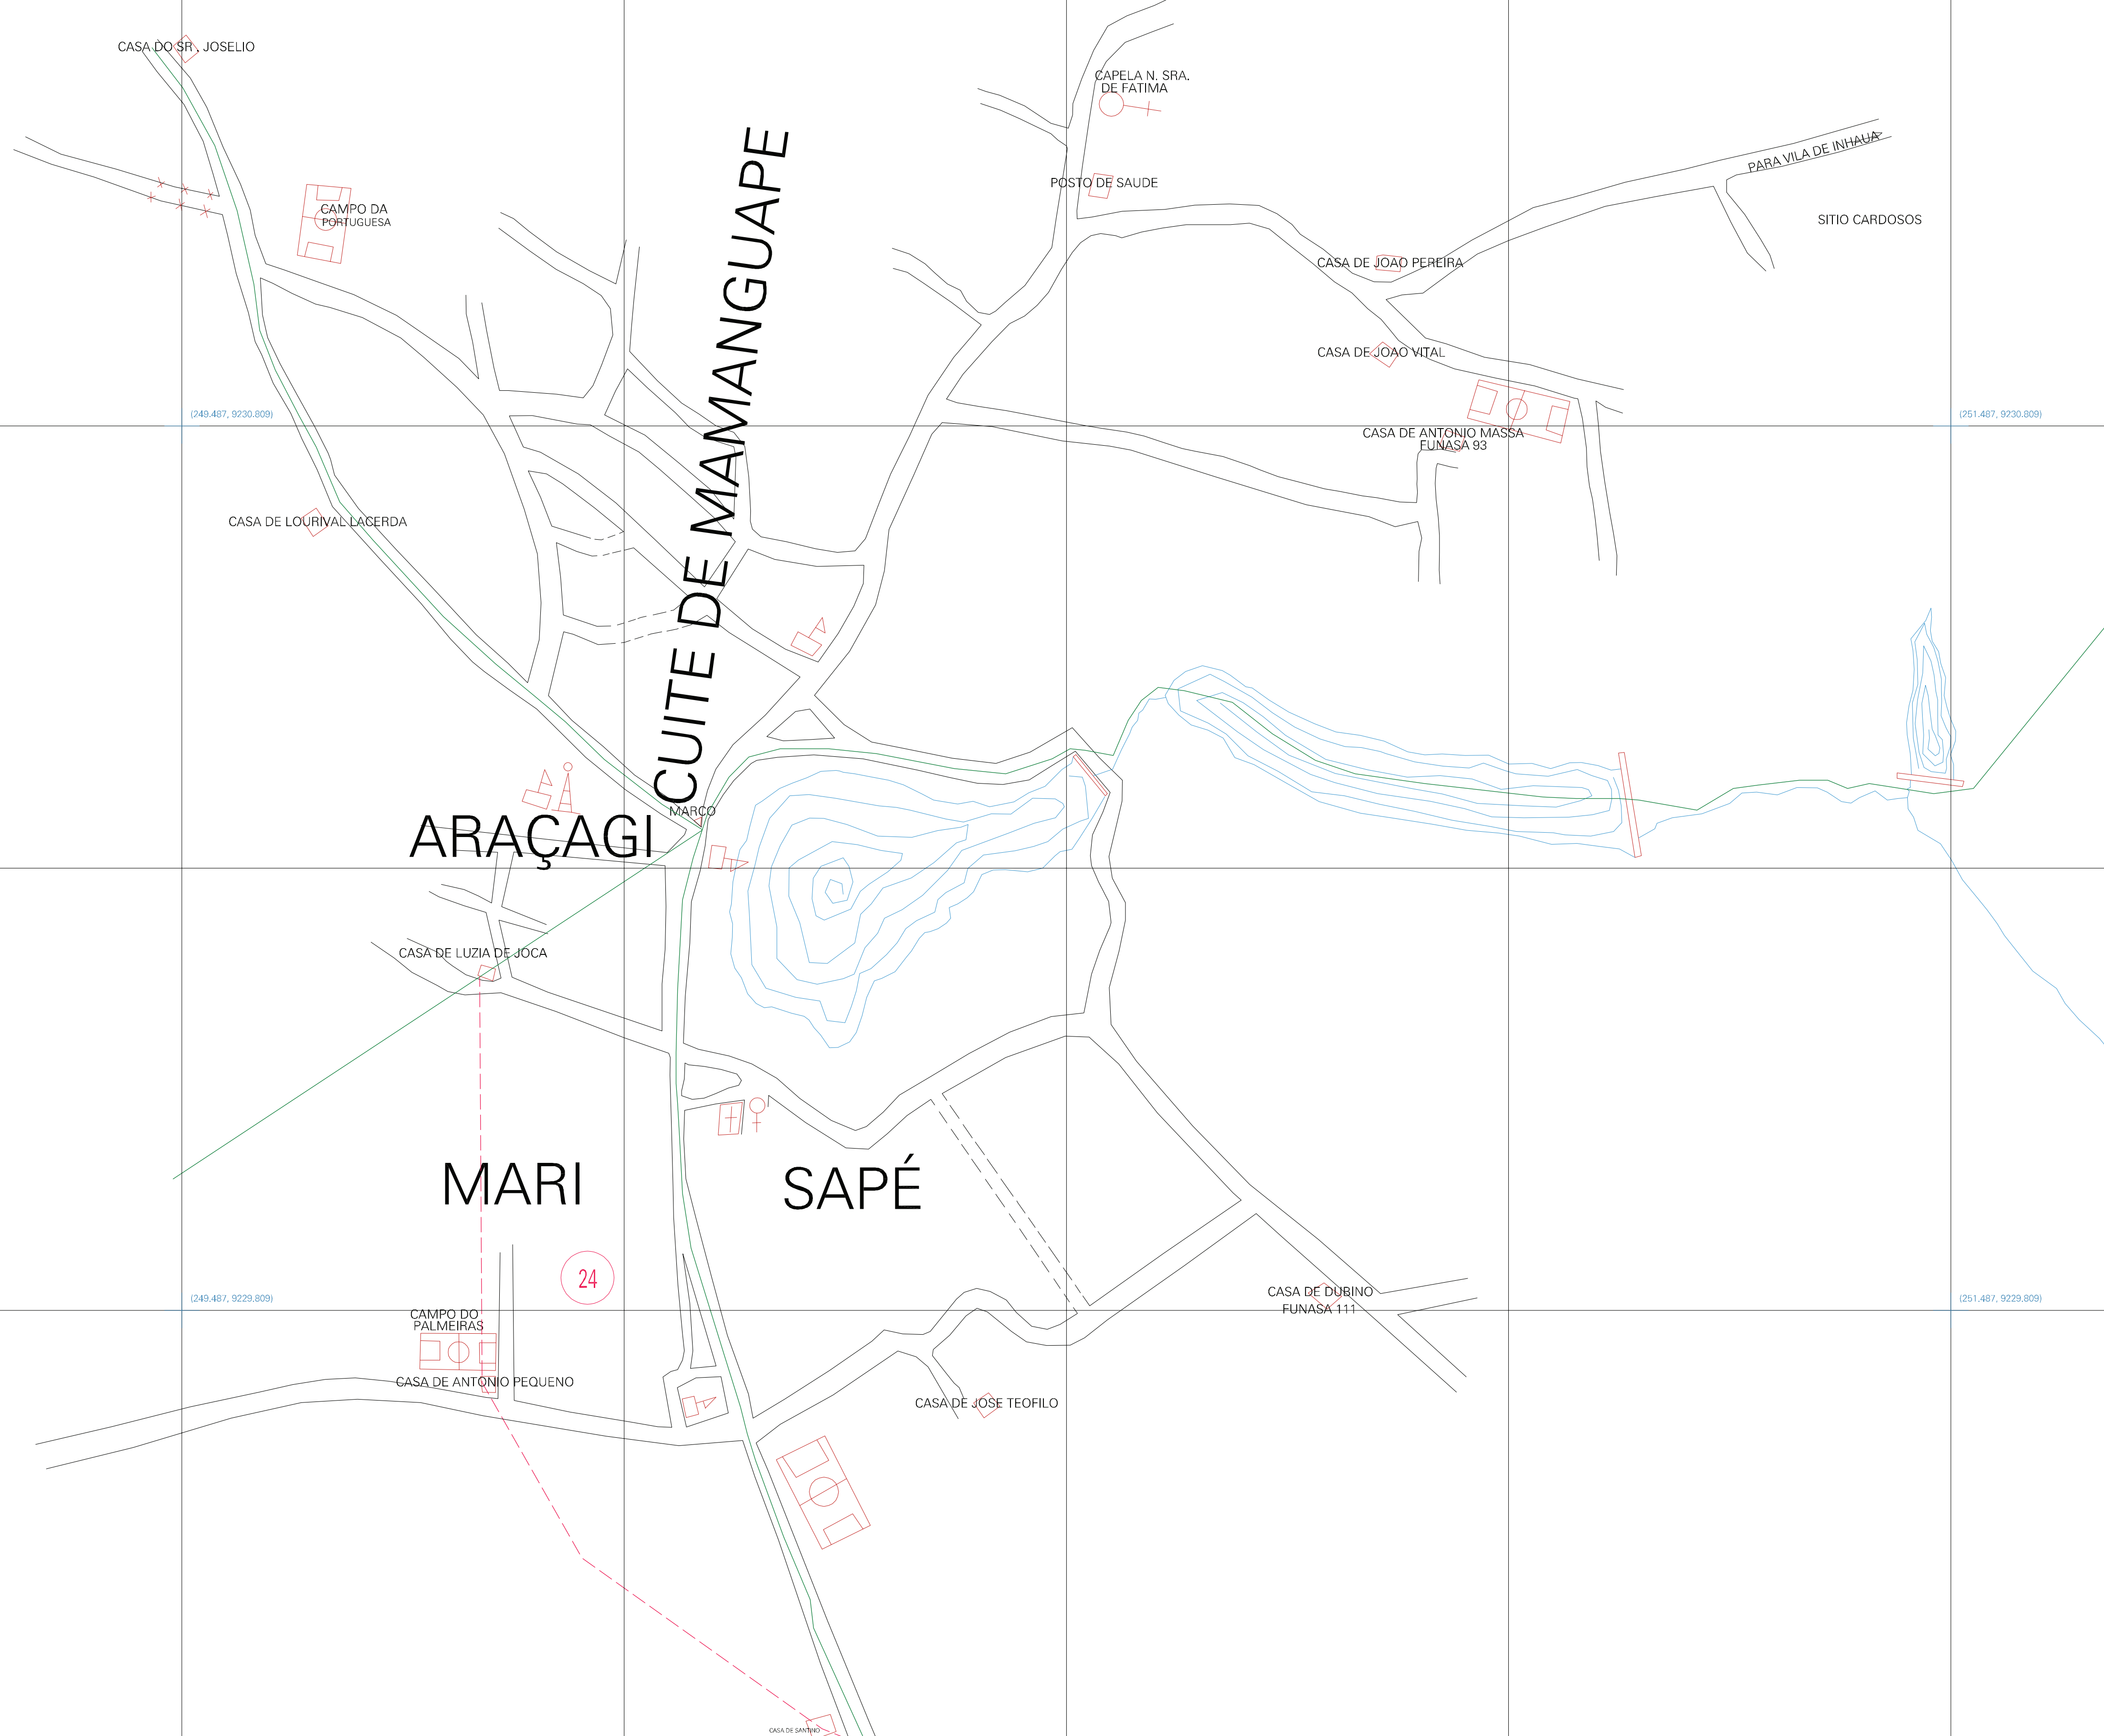 CASA DO SR . JOSELIO
CAPELA N. SRA.
DE FATIMA
PARA VILA DE INHAUA
POSTO DE SAUDE
CAMPO DA
PORTUGUESA
SITIO CARDOSOS
CASA DE JOAO PEREIRA
CASA DE JOAO VITAL
(249.487, 9230.809)
(251.487, 9230.809)
CASA DE ANTONIO MASSA
FUNASA 93
CUITE DE MAMANGUAPE
CASA DE LOURIVAL LACERDA
MARCO
ARAÇAGI
CASA DE LUZIA DE JOCA
MARI
SAPÉ
24
CASA DE DUBINO
FUNASA 111
(249.487, 9229.809)
(251.487, 9229.809)
CAMPO DO
PALMEIRAS
CASA DE ANTONIO PEQUENO
CASA DE JOSE TEOFILO
CASA DE SANTINO